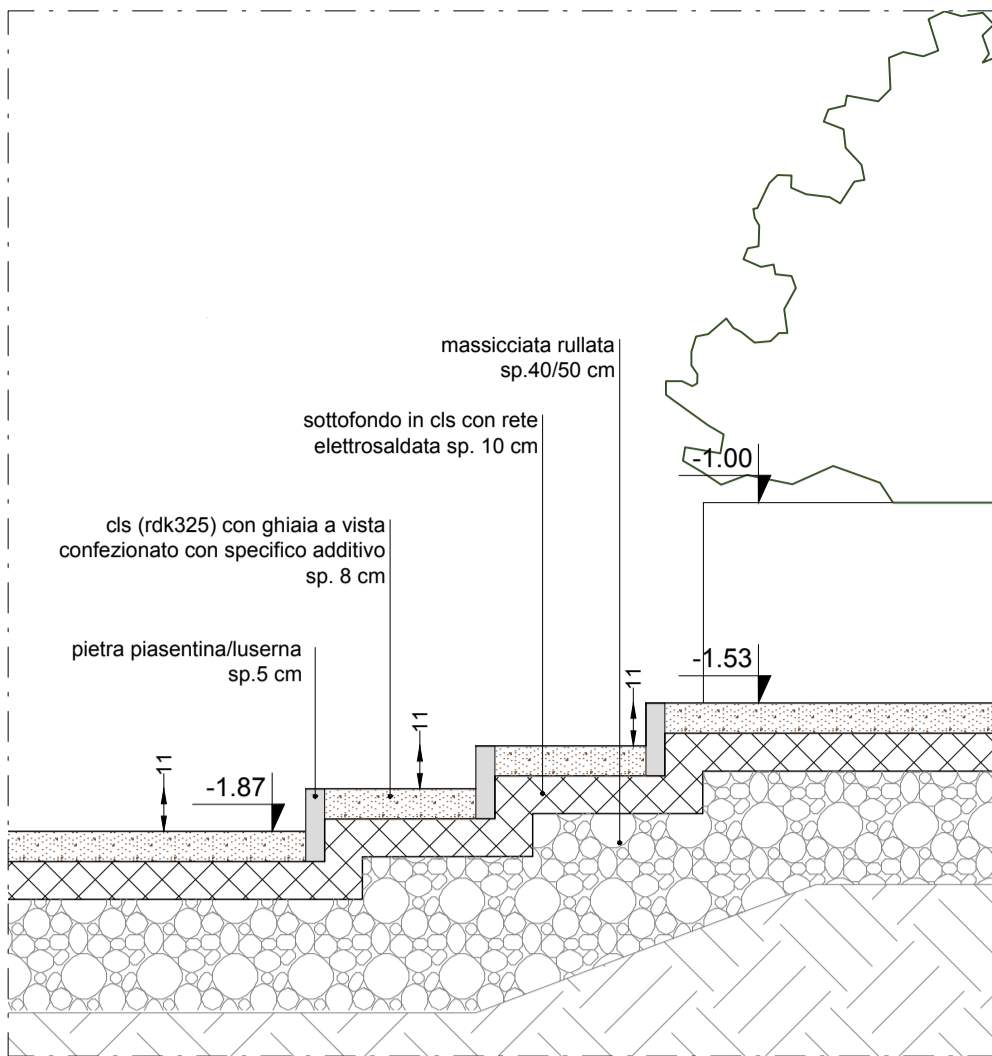 massicciata rullata
sp.40/50 cm
sottofondo in cls con rete
elettrosaldata sp. 10 cm
-1.00
cls (rdk325) con ghiaia a vista
confezionato con specifico additivo
sp. 8 cm
pietra piasentina/luserna
sp.5 cm
-1.53
11
11
11
-1.87